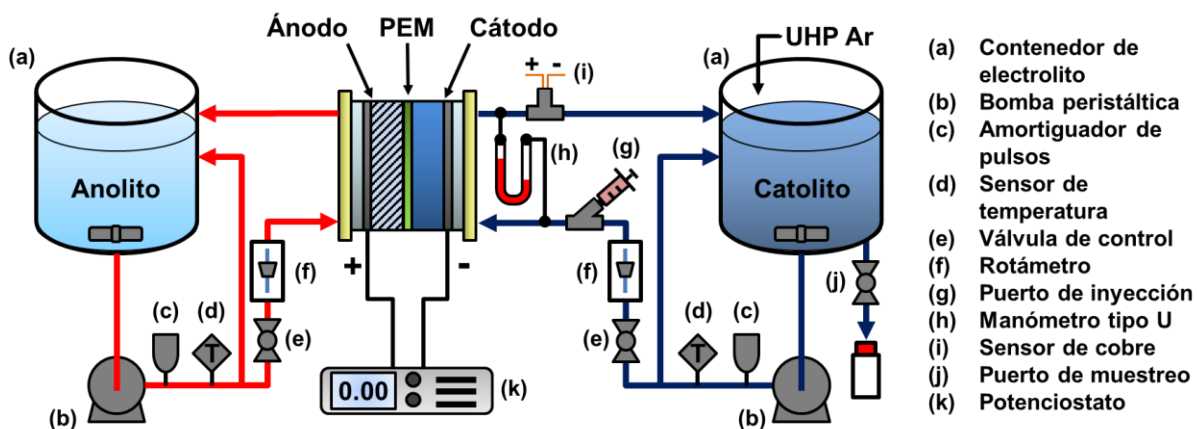 Ánodo PEM Cátodo
UHP Ar
(a)
+ -
(i)
(a)
Anolito
(h)
(g)
Catolito
(f)
+ -
(f)
(j)
(c) (d)
(e)
(e)
(d) (c)
T
T
0.00
(k)
(b)
(b)
(a) Contenedor de
electrolito
(b) Bomba peristáltica
(c) Amortiguador de
pulsos
(d) Sensor de
temperatura
(e) Válvula de control
(f) Rotámetro
(g) Puerto de inyección
(h) Manómetro tipo U
(i) Sensor de cobre
(j) Puerto de muestreo
(k) Potenciostato